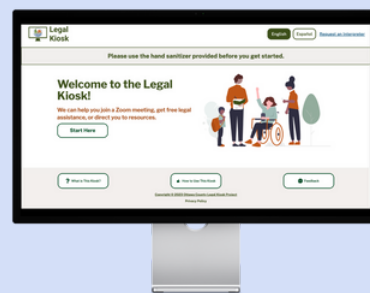 Legal
Kiosk
English
Español
Request an Interpreter
Please use the hand sanitizer provided before you get started.
Welcome to the Legal
Kiosk!
We can help you join a Zoom meeting, get free legal
assistance, or direct you to resources.
Start Here
? What is This Kiosk?
How to Use This Kiosk
Feedback
Privacy Policy